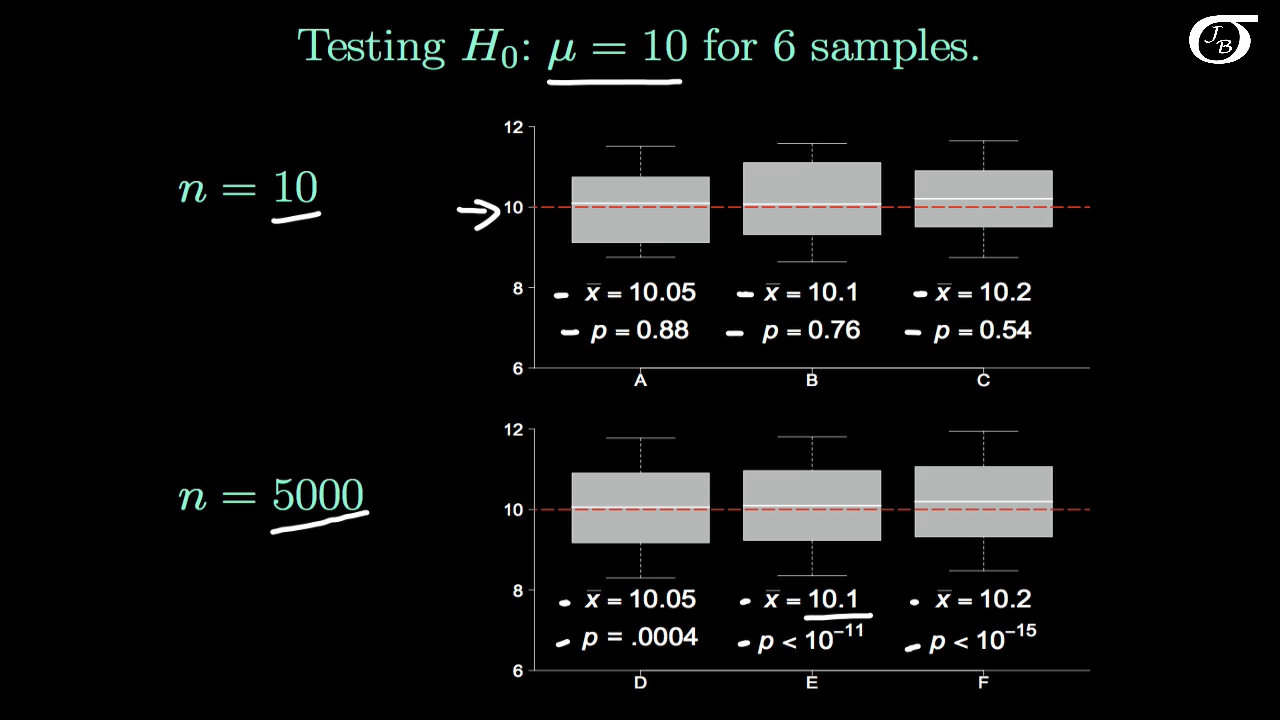 Testing H₀: μ = 10 for 6 samples.
JB
n = 10
12
10
8
6
x̅ = 10.05
x̅ = 10.1
x̅ = 10.2
p = 0.88
p = 0.76
p = 0.54
A
B
C
n = 5000
12
10
8
6
x̅ = 10.05
x̅ = 10.1
x̅ = 10.2
p = .0004
p < 10⁻¹¹
p < 10⁻¹⁵
D
E
F